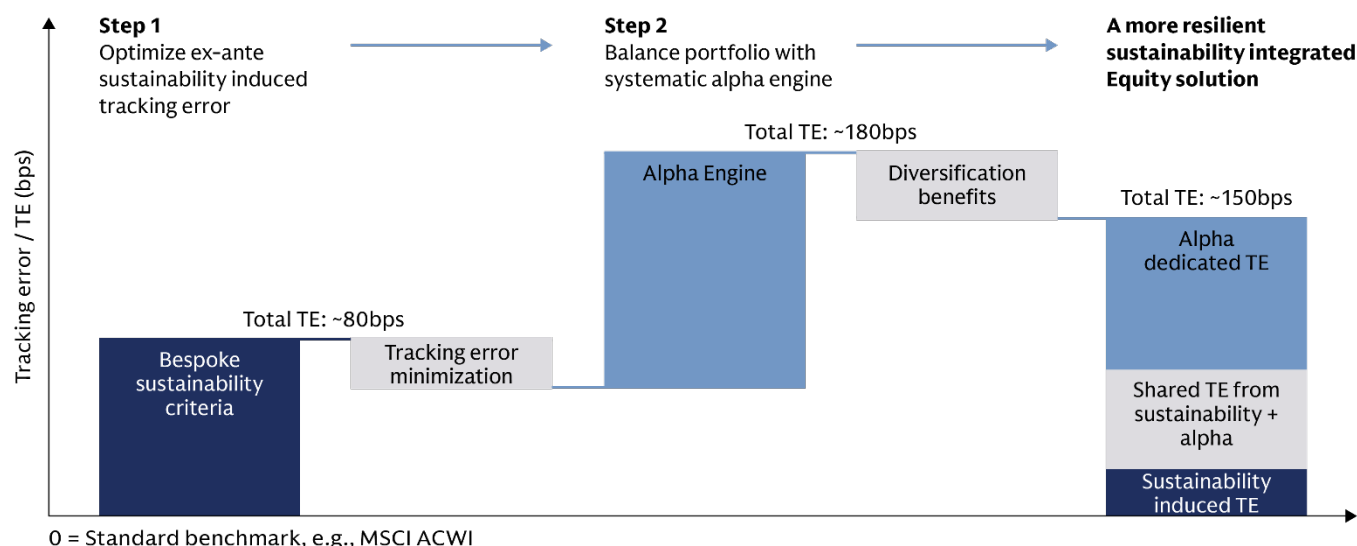 Step 1
Optimize ex-ante
sustainability induced
tracking error
Step 2
Balance portfolio with
systematic alpha engine
A more resilient
sustainability integrated
Equity solution
Tracking error / TE (bps)
Total TE: ~80bps
Bespoke
sustainability
criteria
Tracking error
minimization
Total TE: ~180bps
Alpha Engine
Diversification
benefits
Total TE: ~150bps
Alpha
dedicated TE
Shared TE from
sustainability +
alpha
Sustainability
induced TE
0 = Standard benchmark, e.g., MSCI ACWI